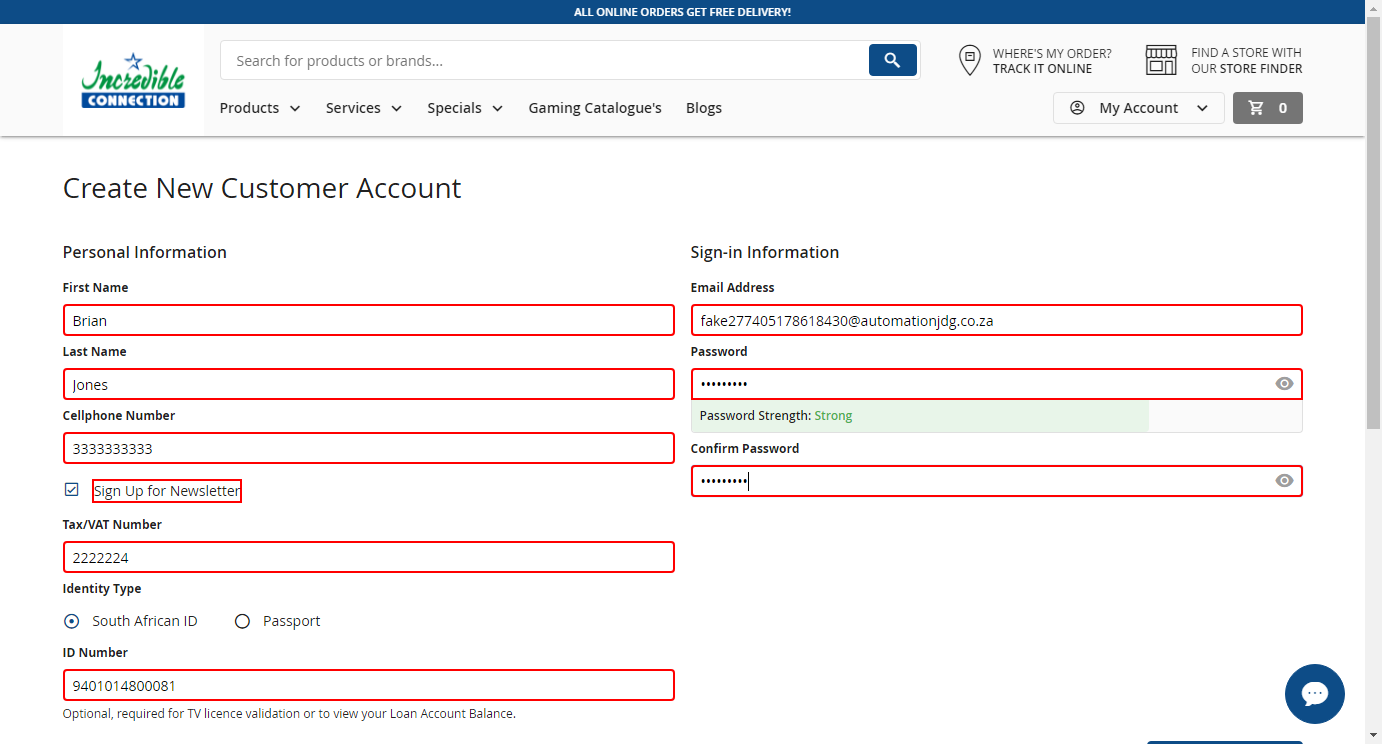 ALL ONLINE ORDERS GET FREE DELIVERY!
Incredible
CONNECTION
Search for products or brands...
WHERE'S MY ORDER?
TRACK IT ONLINE
FIND A STORE WITH
OUR STORE FINDER
Products
Services
Specials
Gaming Catalogue's
Blogs
My Account
0
Create New Customer Account
Personal Information
First Name
Brian
Last Name
Jones
Cellphone Number
3333333333
Sign Up for Newsletter
Tax/VAT Number
2222224
Identity Type
South African ID
Passport
ID Number
9401014800081
Optional, required for TV licence validation or to view your Loan Account Balance.
Sign-in Information
Email Address
fake277405178618430@automationjdg.co.za
Password
•••••••••
Password Strength: Strong
Confirm Password
•••••••••